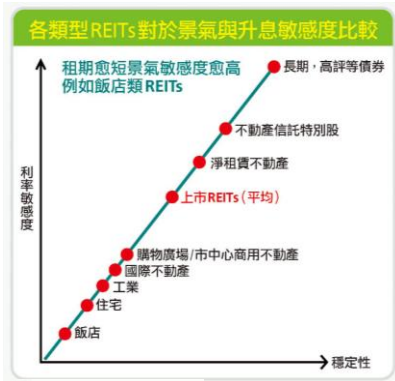 各類型REITs對於景氣與升息敏感度比較
租期愈短景氣敏感度愈高
例如飯店類REITs
長期，高評等債券
不動產信託特別股
淨租賃不動產
上市REITs（平均）
購物廣場/市中心商用不動產
國際不動產
工業
住宅
飯店
利率敏感度
穩定性